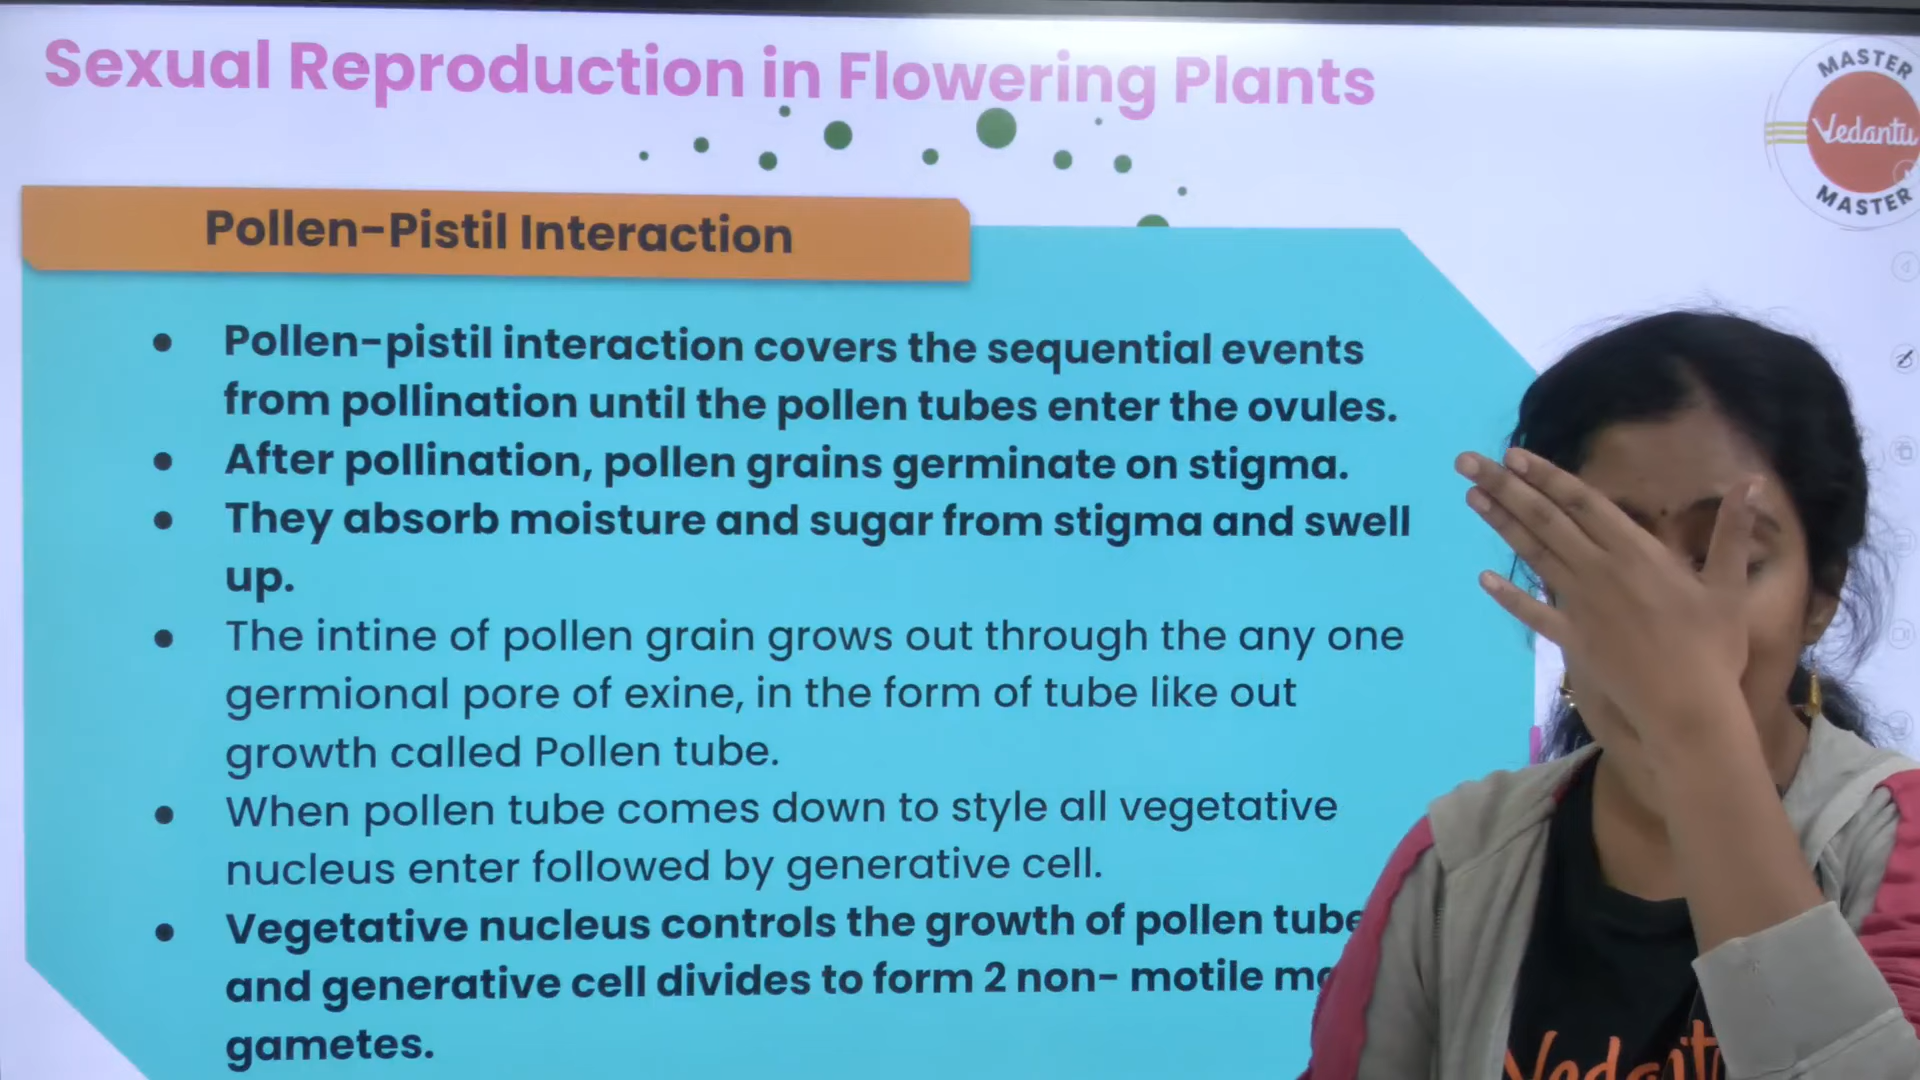 Sexual Reproduction in Flowering Plants
MASTER
Vedantu
MASTER
Pollen-Pistil Interaction
● Pollen-pistil interaction covers the sequential events
from pollination until the pollen tubes enter the ovules.
● After pollination, pollen grains germinate on stigma.
● They absorb moisture and sugar from stigma and swell
up.
● The intine of pollen grain grows out through the any one
germional pore of exine, in the form of tube like out
growth called Pollen tube.
● When pollen tube comes down to style all vegetative
nucleus enter followed by generative cell.
● Vegetative nucleus controls the growth of pollen tube
and generative cell divides to form 2 non- motile
gametes.